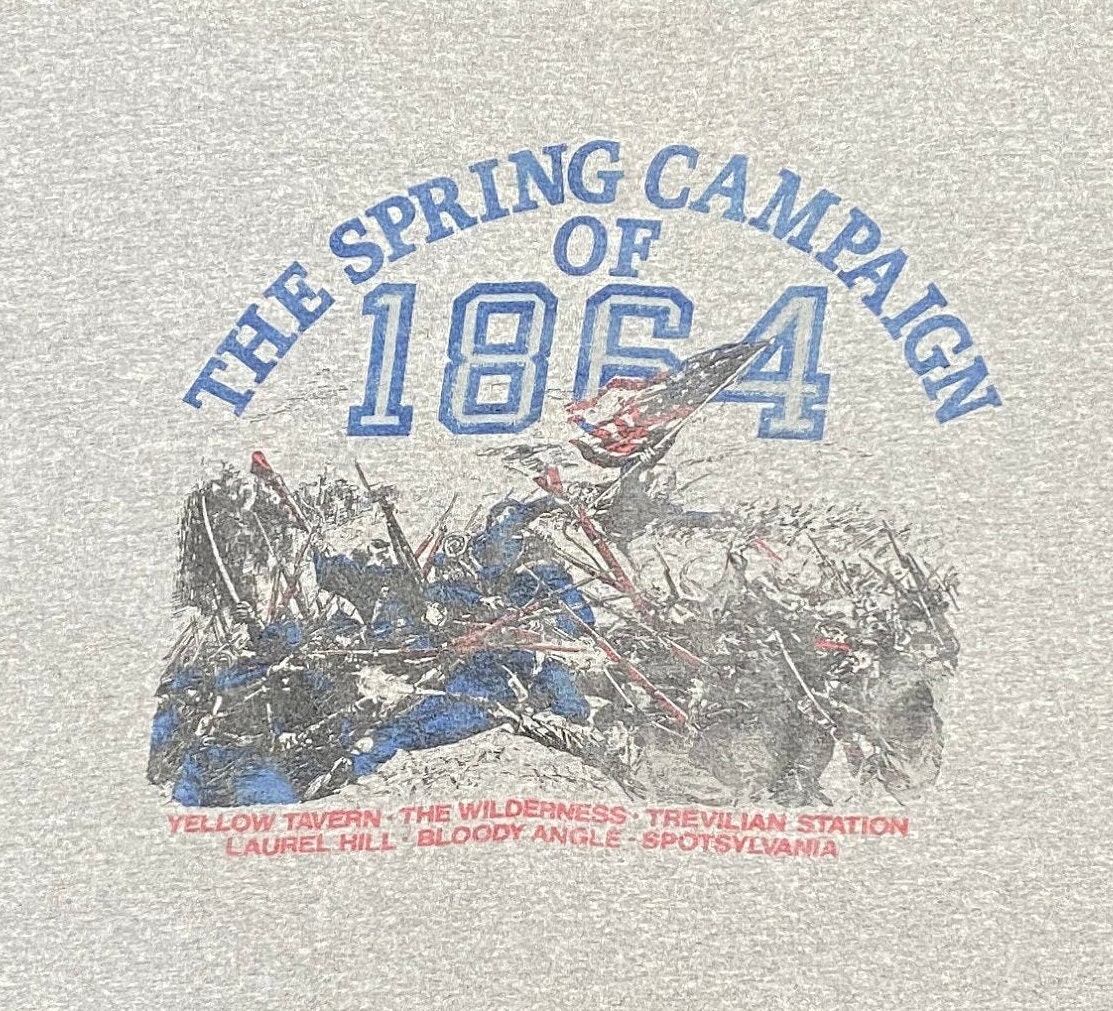 THE SPRING CAMPAIGN
OF
1864
YELLOW TAVERN · THE WILDERNESS · TREVILIAN STATION
LAUREL HILL · BLOODY ANGLE · SPOTSYLVANIA